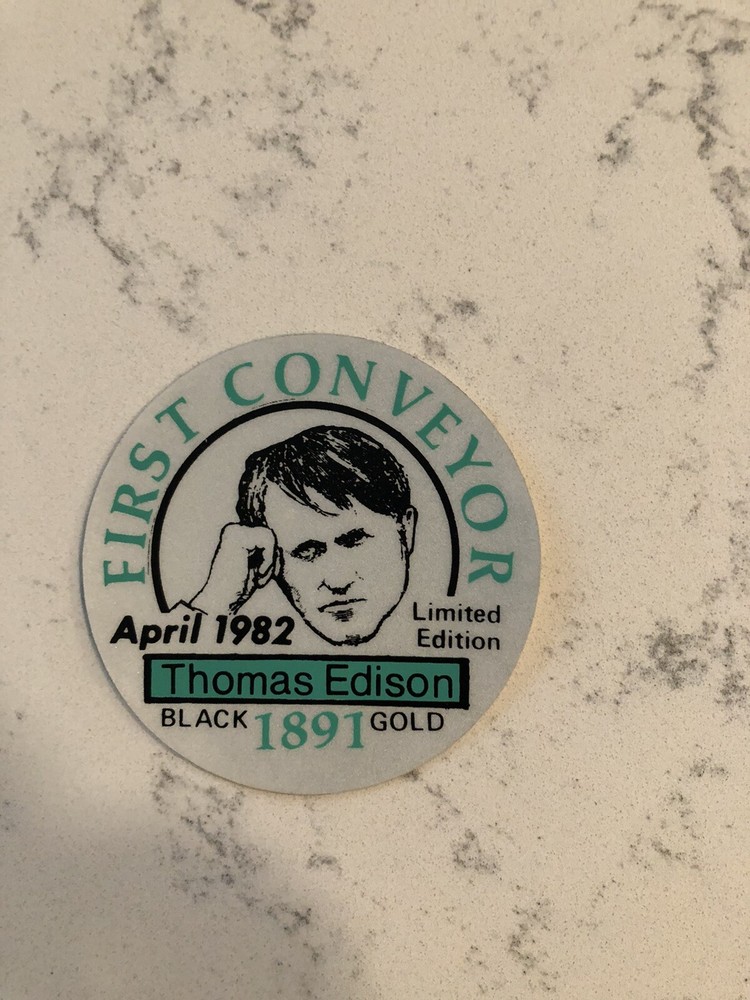 FIRST CONVEYOR
April 1982
Limited
Edition
Thomas Edison
BLACK 1891 GOLD